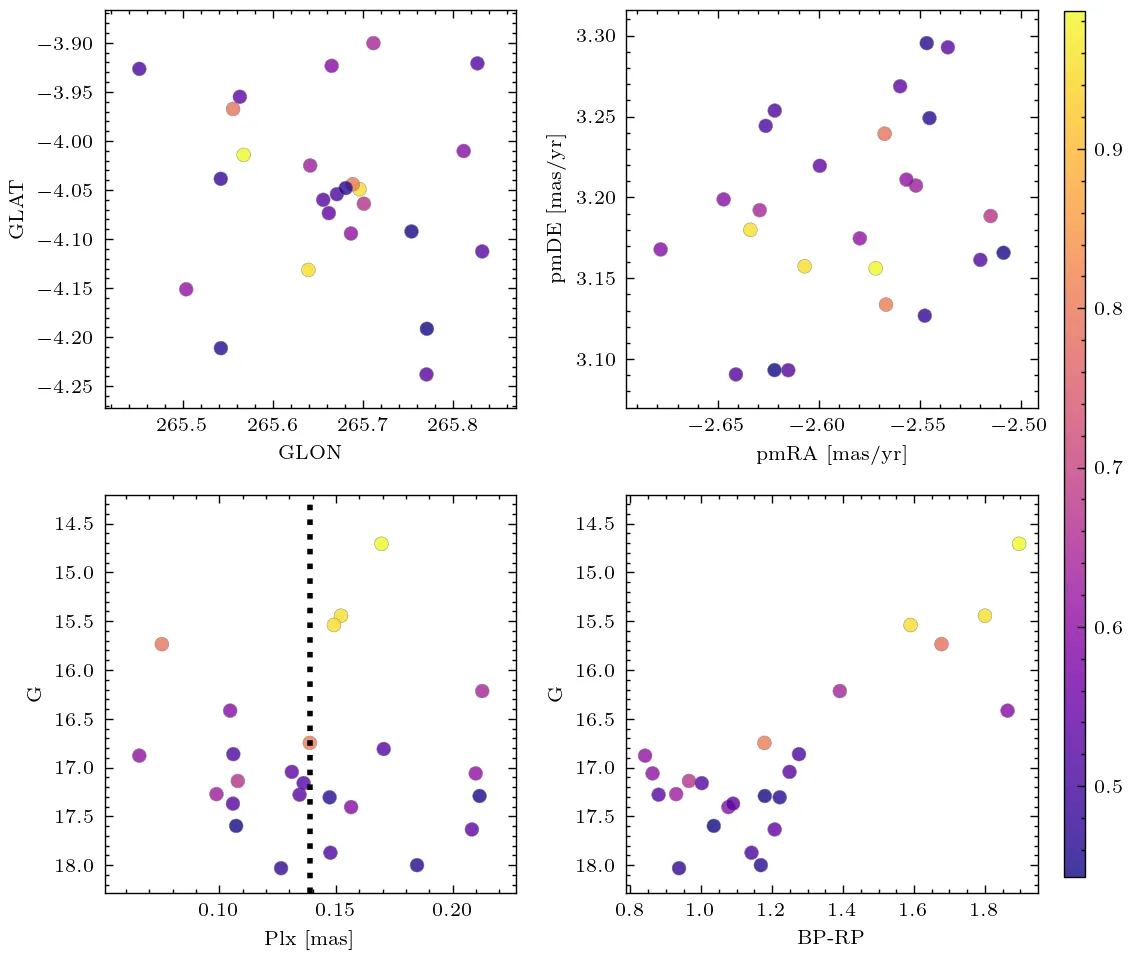 −3.90
−3.95
−4.00
−4.05
−4.10
−4.15
−4.20
−4.25
GLAT
265.5 265.6 265.7 265.8
GLON
3.30
3.25
3.20
3.15
3.10
pmDE [mas/yr]
−2.65 −2.60 −2.55 −2.50
pmRA [mas/yr]
14.5
15.0
15.5
16.0
16.5
17.0
17.5
18.0
G
0.10 0.15 0.20
Plx [mas]
14.5
15.0
15.5
16.0
16.5
17.0
17.5
18.0
G
0.8 1.0 1.2 1.4 1.6 1.8
BP-RP
0.9
0.8
0.7
0.6
0.5